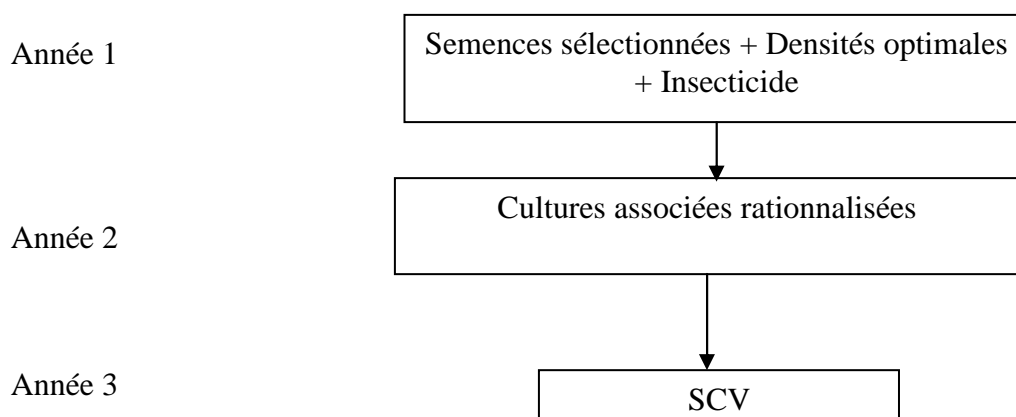 Année 1
Semences sélectionnées + Densités optimales
+ Insecticide
Année 2
Cultures associées rationnalisées
Année 3
SCV